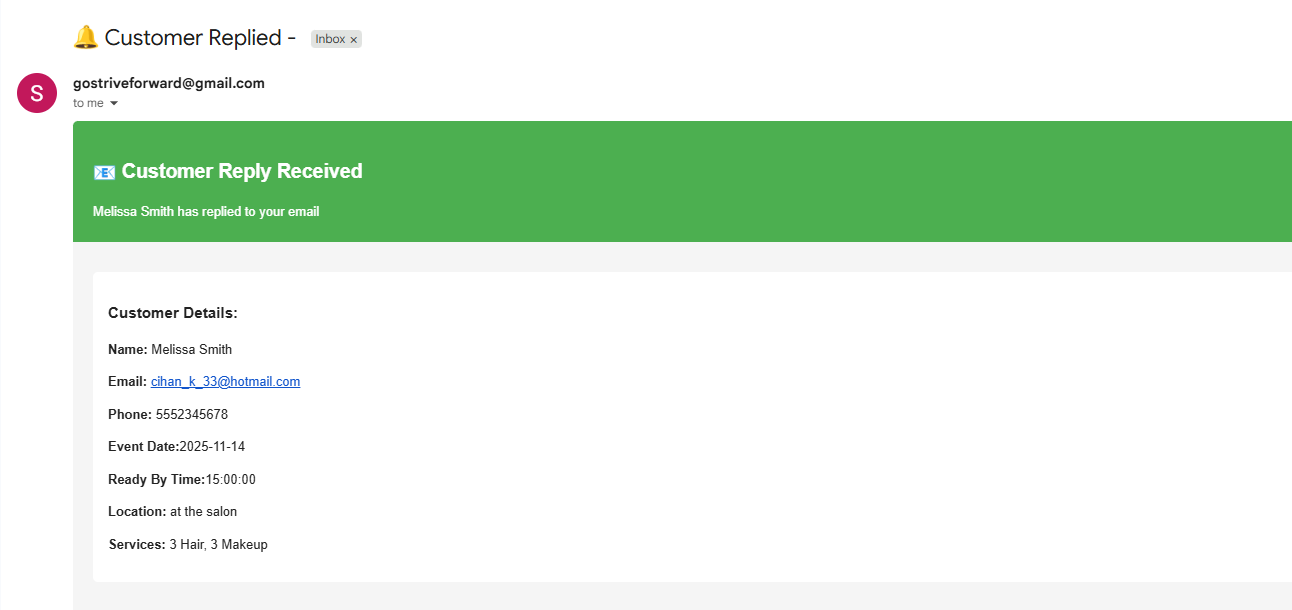 🔔 Customer Replied - Inbox ×
S
gostriveforward@gmail.com
to me
📧 Customer Reply Received
Melissa Smith has replied to your email
Customer Details:
Name: Melissa Smith
Email: cihan_k_33@hotmail.com
Phone: 5552345678
Event Date:2025-11-14
Ready By Time:15:00:00
Location: at the salon
Services: 3 Hair, 3 Makeup